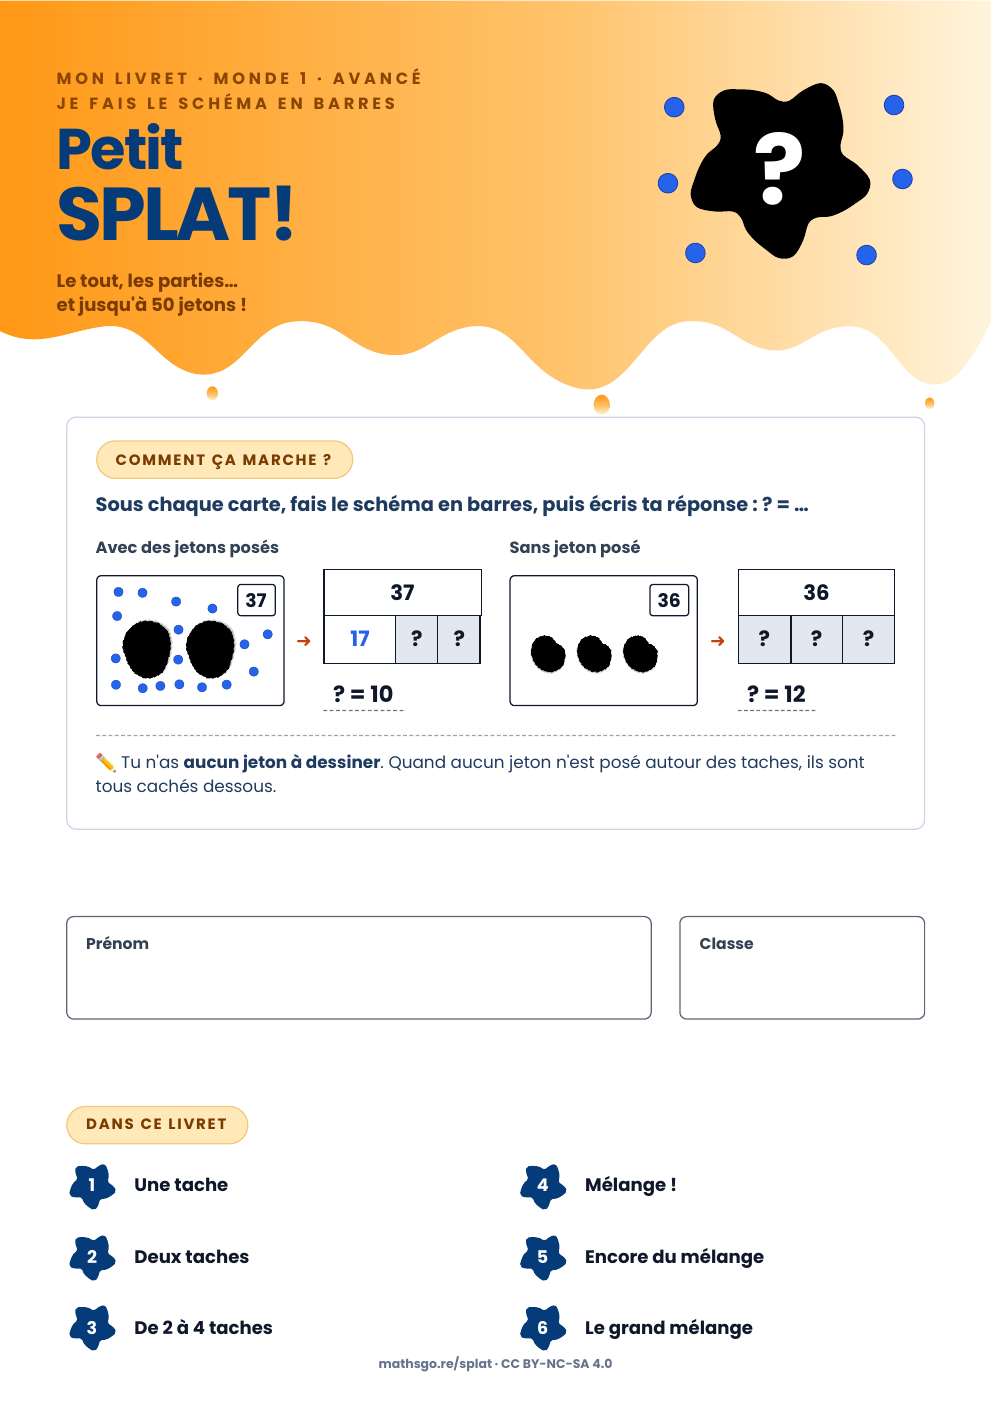 MON LIVRET · MONDE 1 · AVANCÉ
JE FAIS LE SCHÉMA EN BARRES
Petit
SPLAT!
?
Le tout, les parties...
et jusqu'à 50 jetons !
COMMENT ÇA MARCHE ?
Sous chaque carte, fais le schéma en barres, puis écris ta réponse : ? = ...
Avec des jetons posés
37
➔
37
17 ? ?
? = 10
Sans jeton posé
36
➔
36
? ? ?
? = 12
✏️ Tu n'as aucun jeton à dessiner. Quand aucun jeton n'est posé autour des taches, ils sont
tous cachés dessous.
Prénom
Classe
DANS CE LIVRET
1 Une tache
2 Deux taches
3 De 2 à 4 taches
4 Mélange !
5 Encore du mélange
6 Le grand mélange
mathsgo.re/splat · CC BY-NC-SA 4.0